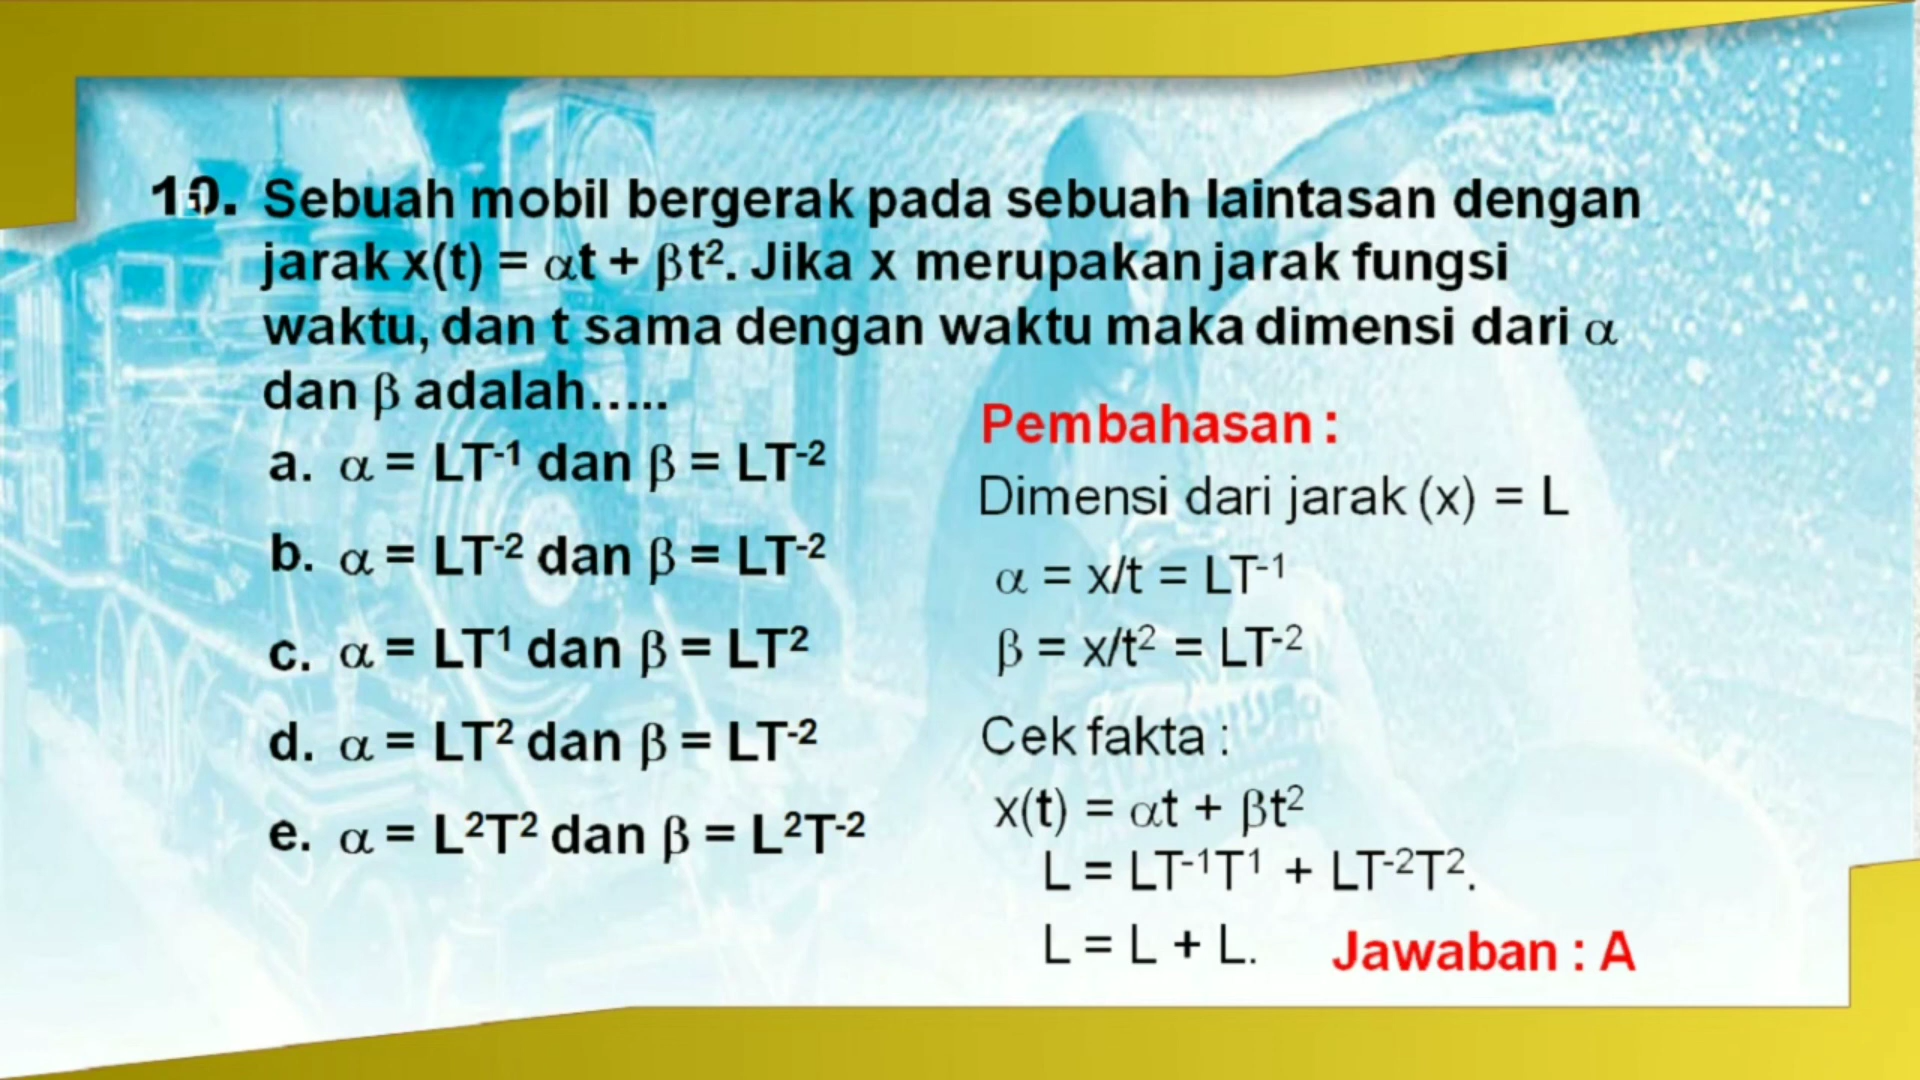 10. Sebuah mobil bergerak pada sebuah laintasan dengan
jarak x(t) = αt + βt². Jika x merupakan jarak fungsi
waktu, dan t sama dengan waktu maka dimensi dari α
dan β adalah.....
a. α = LT⁻¹ dan β = LT⁻²
b. α = LT⁻² dan β = LT⁻²
c. α = LT¹ dan β = LT²
d. α = LT² dan β = LT⁻²
e. α = L²T² dan β = L²T⁻²
Pembahasan :
Dimensi dari jarak (x) = L
α = x/t = LT⁻¹
β = x/t² = LT⁻²
Cek fakta :
x(t) = αt + βt²
L = LT⁻¹T¹ + LT⁻²T².
L = L + L.
Jawaban : A